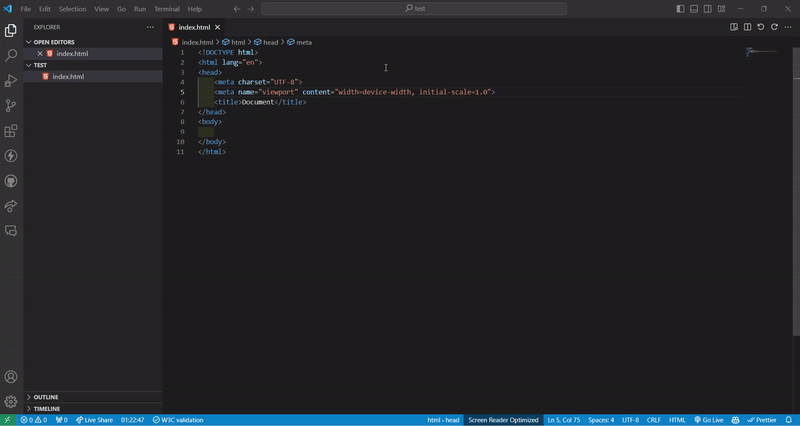 File Edit Selection View Go Run Terminal Help
test
EXPLORER
OPEN EDITORS
index.html
TEST
index.html
OUTLINE
TIMELINE
index.html
index.html > html > head > meta
1 <!DOCTYPE html>
2 <html lang="en">
3 <head>
4 <meta charset="UTF-8">
5 <meta name="viewport" content="width=device-width, initial-scale=1.0">
6 <title>Document</title>
7 </head>
8 <body>
9
10 </body>
11 </html>
0 0 0 Live Share 01:22:47 W3C validation html › head Screen Reader Optimized Ln 5, Col 75 Spaces: 4 UTF-8 CRLF HTML Go Live Prettier